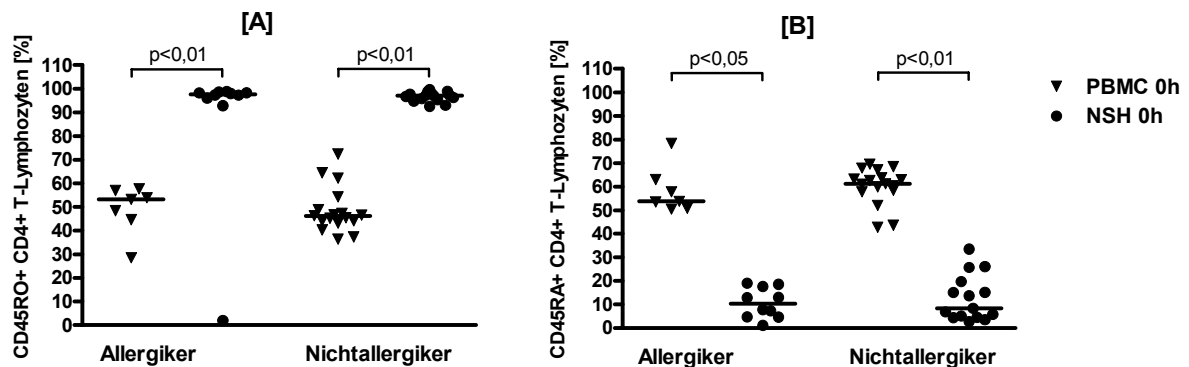 [A]
p<0,01
p<0,01
CD45RO+ CD4+ T-Lymphozyten [%]
110
100
90
80
70
60
50
40
30
20
10
0
Allergiker
Nichtallergiker
[B]
p<0,05
p<0,01
CD45RA+ CD4+ T-Lymphozyten [%]
110
100
90
80
70
60
50
40
30
20
10
0
Allergiker
Nichtallergiker
PBMC 0h
NSH 0h